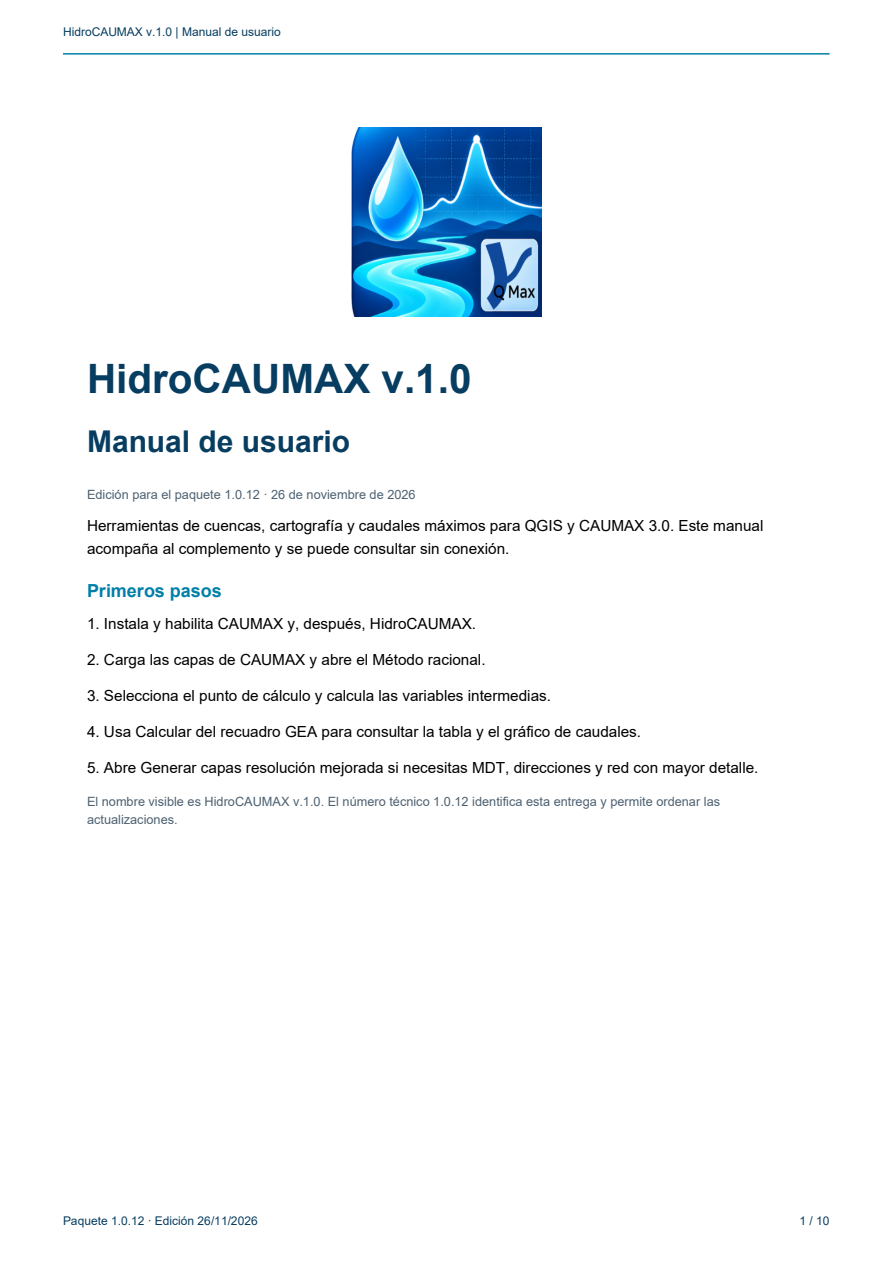 HidroCAUMAX v.1.0 | Manual de usuario
Q Max
HidroCAUMAX v.1.0
Manual de usuario
Edición para el paquete 1.0.12 · 26 de noviembre de 2026
Herramientas de cuencas, cartografía y caudales máximos para QGIS y CAUMAX 3.0. Este manual
acompaña al complemento y se puede consultar sin conexión.
Primeros pasos
1. Instala y habilita CAUMAX y, después, HidroCAUMAX.
2. Carga las capas de CAUMAX y abre el Método racional.
3. Selecciona el punto de cálculo y calcula las variables intermedias.
4. Usa Calcular del recuadro GEA para consultar la tabla y el gráfico de caudales.
5. Abre Generar capas resolución mejorada si necesitas MDT, direcciones y red con mayor detalle.
El nombre visible es HidroCAUMAX v.1.0. El número técnico 1.0.12 identifica esta entrega y permite ordenar las
actualizaciones.
Paquete 1.0.12 · Edición 26/11/2026
1 / 10